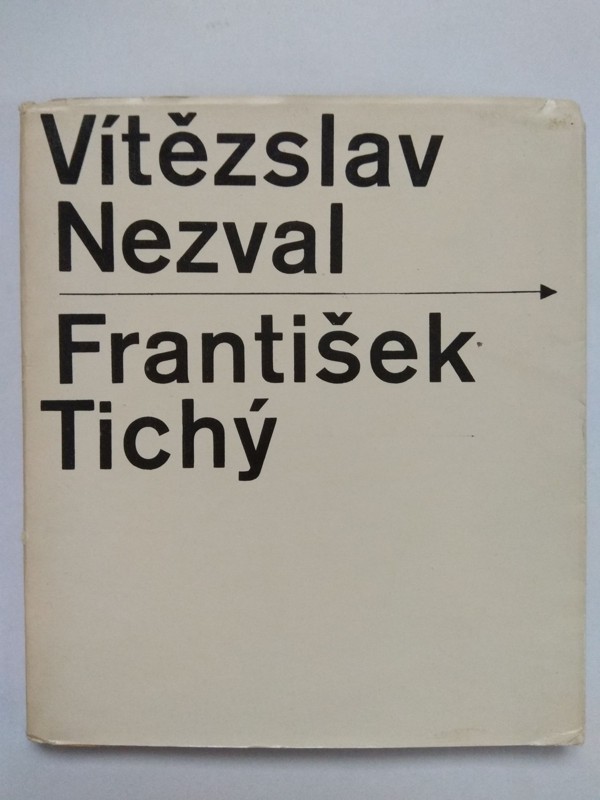 Vítězslav
Nezval
František
Tichý